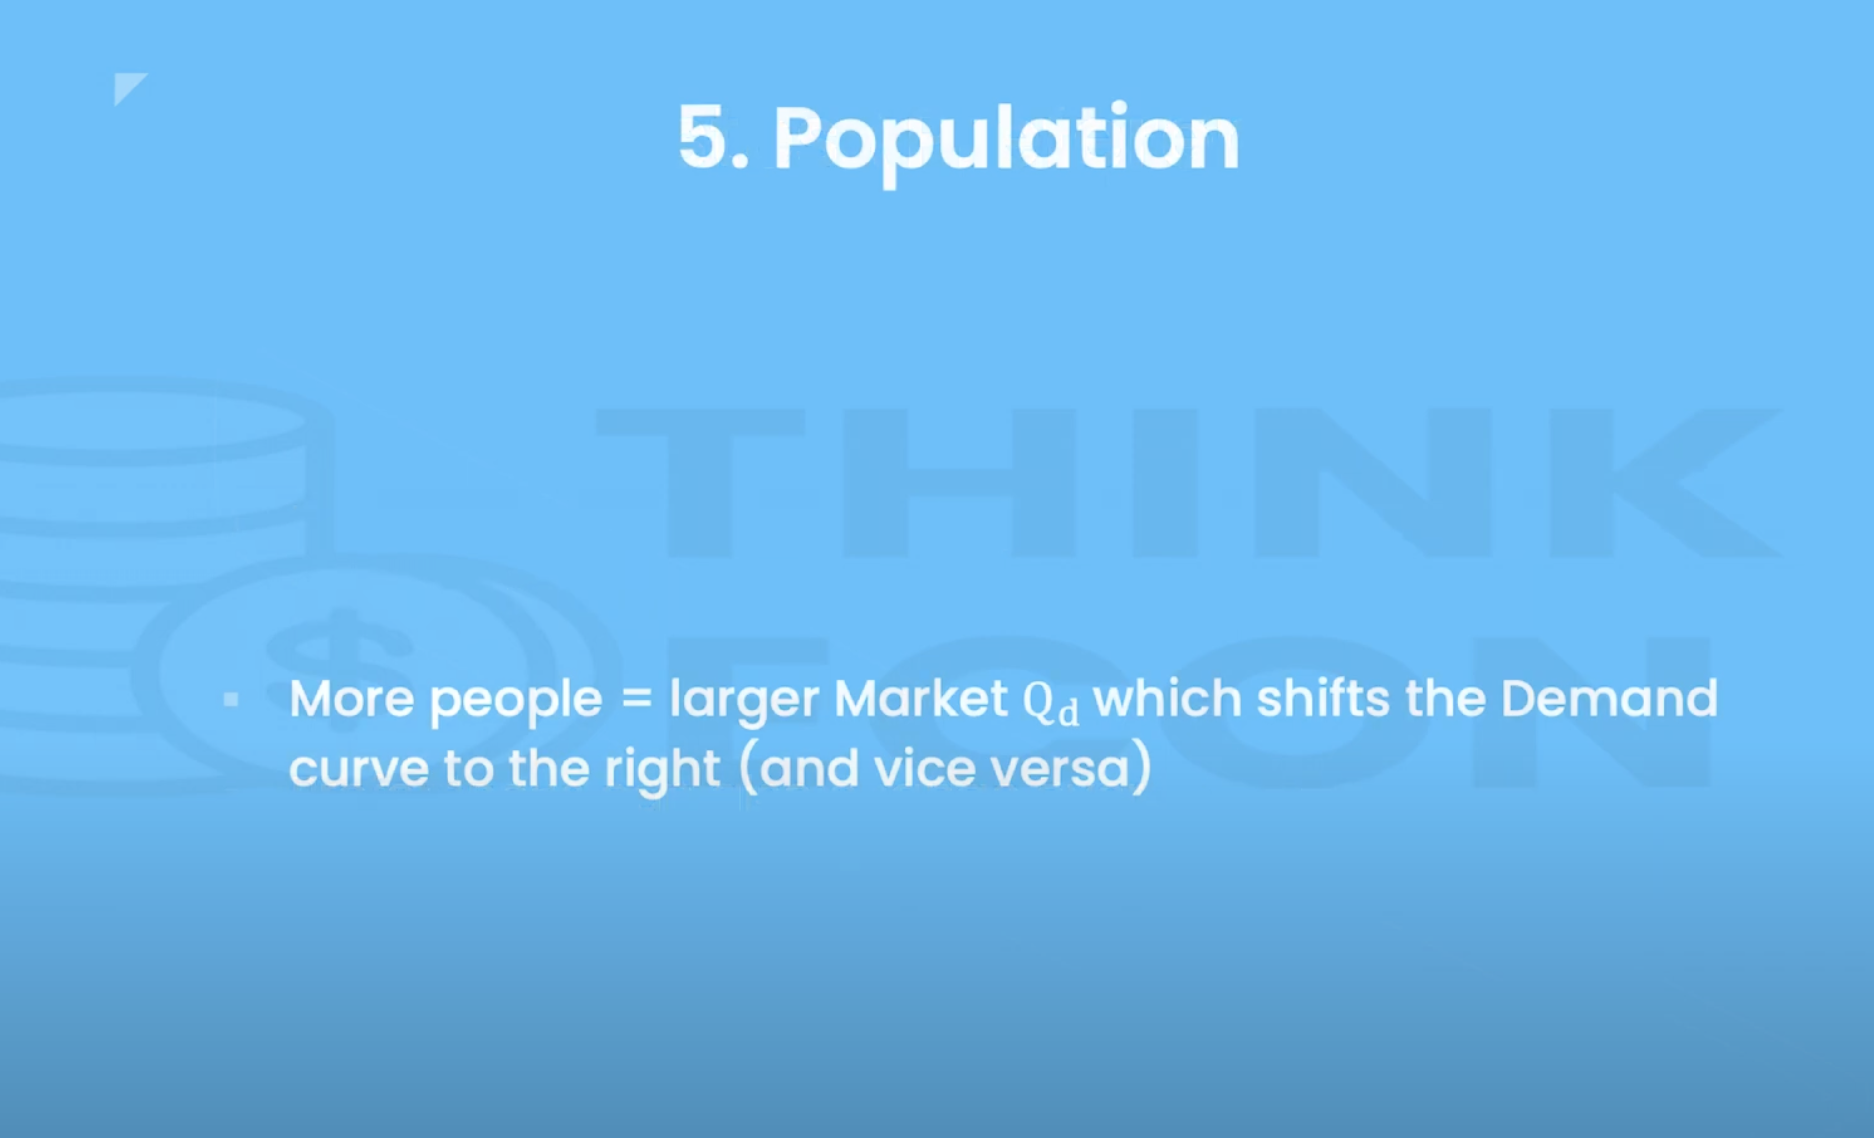 5. Population
THINK
ECON
$
More people = larger Market Qd which shifts the Demand
curve to the right (and vice versa)